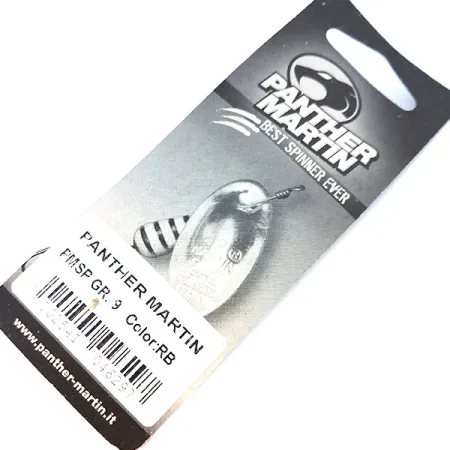 PANTHER
MARTIN
BEST SPINNER EVER
PANTHER MARTIN
PMSP GR. 9 Color:RB
www.panther-martin.it